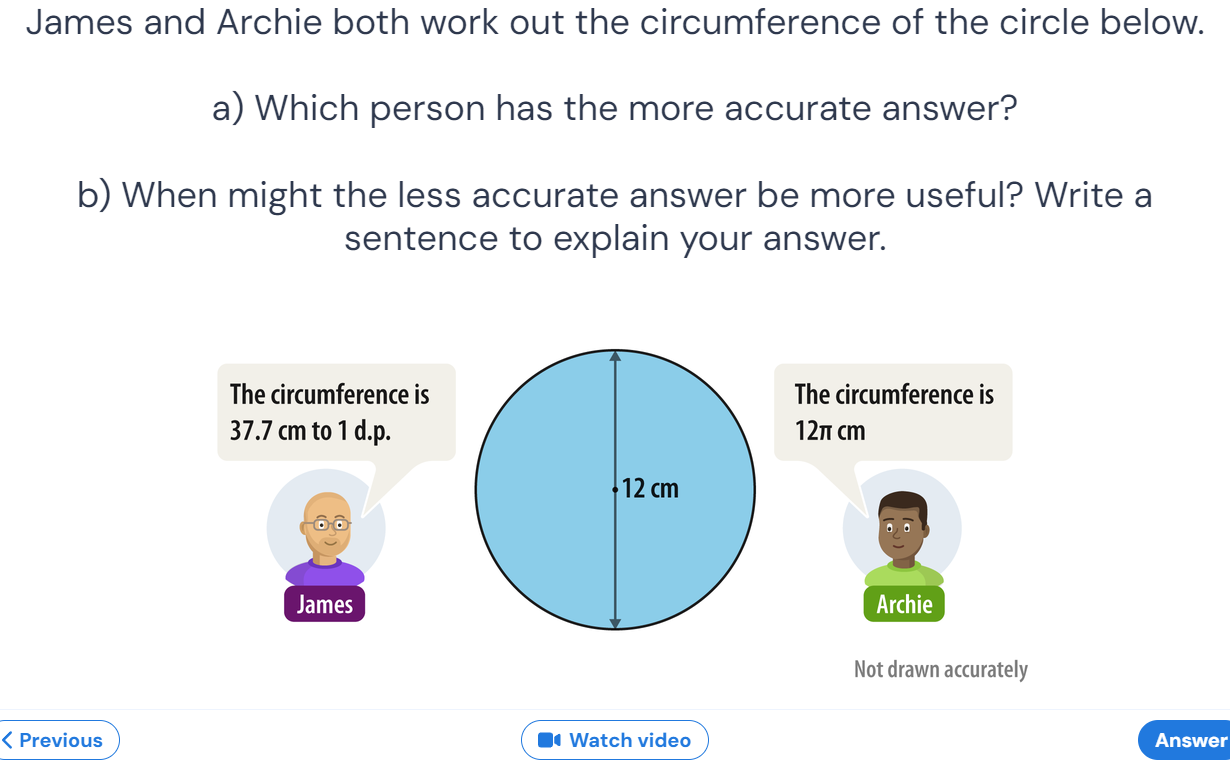 James and Archie both work out the circumference of the circle below.
a) Which person has the more accurate answer?
b) When might the less accurate answer be more useful? Write a
sentence to explain your answer.
The circumference is
37.7 cm to 1 d.p.
The circumference is
12π cm
12 cm
James
Archie
Not drawn accurately
Previous
Watch video
Answer